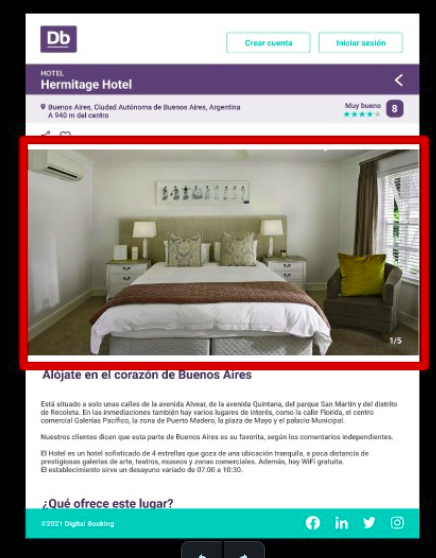 Db
Crear cuenta
Iniciar sesión
HOTEL
Hermitage Hotel
Buenos Aires, Ciudad Autónoma de Buenos Aires, Argentina
A 940 m del centro
Muy bueno
8
1/5
Alójate en el corazón de Buenos Aires
Está situado a solo unas calles de la avenida Alvear, de la avenida Quintana, del parque San Martín y del distrito
de Recoleta. En las inmediaciones también hay varios lugares de interés, como la calle Florida, el centro
comercial Galerías Pacífico, la zona de Puerto Madero, la plaza de Mayo y el palacio Municipal.
Nuestros clientes dicen que esta parte de Buenos Aires es su favorita, según los comentarios independientes.
El Hotel es un hotel sofisticado de 4 estrellas que goza de una ubicación tranquila, a poca distancia de
prestigiosas galerías de arte, teatros, museos y zonas comerciales. Además, hay WiFi gratuita.
El establecimiento sirve un desayuno variado de 07:00 a 10:30.
¿Qué ofrece este lugar?
©2021 Digital Booking